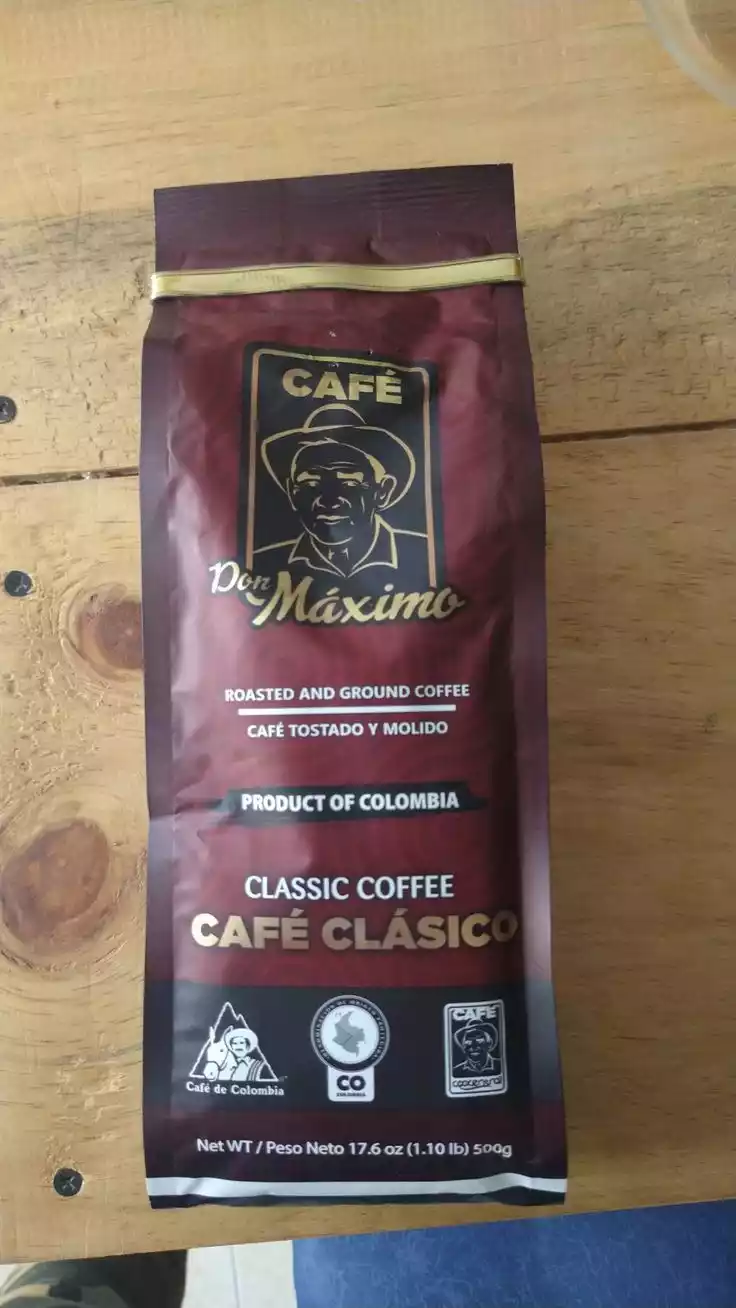 CAFÉ
Don
Máximo
ROASTED AND GROUND COFFEE
CAFÉ TOSTADO Y MOLIDO
PRODUCT OF COLOMBIA
CLASSIC COFFEE
CAFÉ CLÁSICO
Café de Colombia
CO
COLOMBIA
CAFÉ
Net WT / Peso Neto 17.6 oz (1.10 lb) 500g